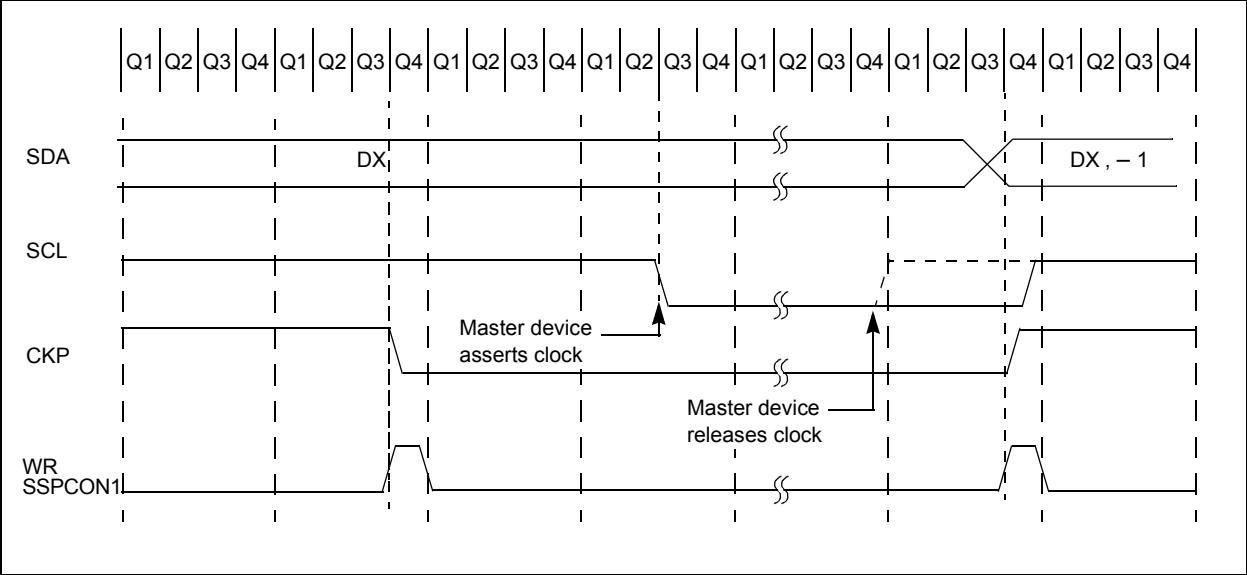 Q1 Q2 Q3 Q4 Q1 Q2 Q3 Q4 Q1 Q2 Q3 Q4 Q1 Q2 Q3 Q4 Q1 Q2 Q3 Q4 Q1 Q2 Q3 Q4 Q1 Q2 Q3 Q4
SDA
DX
DX , – 1
SCL
Master device
asserts clock
CKP
Master device
releases clock
WR
SSPCON1